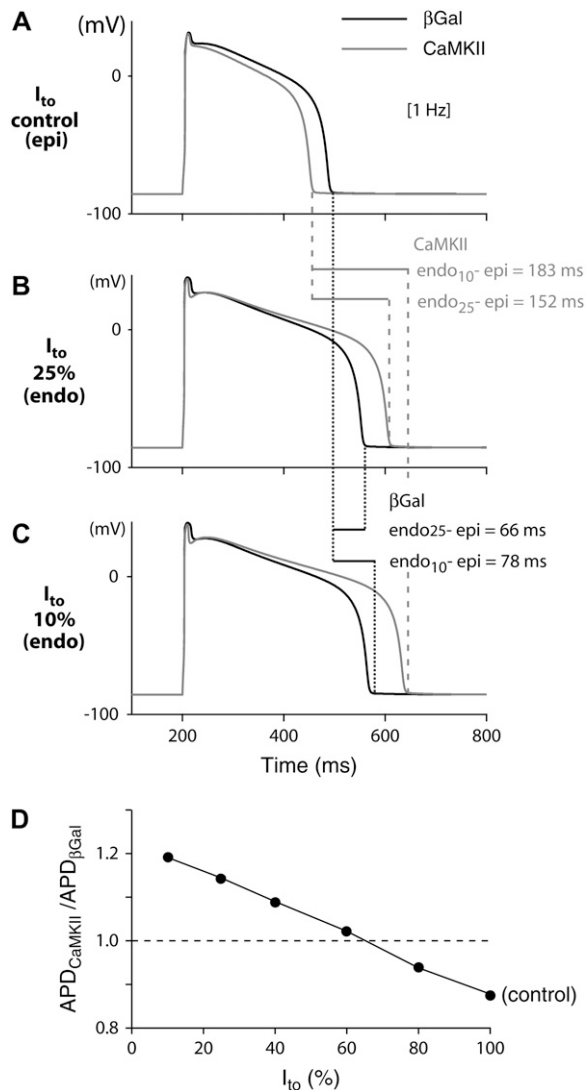 A
(mV)
βGal
CaMKII
0
I_to
control
(epi)
[1 Hz]
-100
CaMKII
endo10- epi = 183 ms
endo25- epi = 152 ms
B
(mV)
0
I_to
25%
(endo)
-100
βGal
endo25- epi = 66 ms
endo10- epi = 78 ms
C
(mV)
0
I_to
10%
(endo)
-100
200 400 600 800
Time (ms)
D
APD_CaMKII /APD_βGal
1.2
1.0
0.8
(control)
0 20 40 60 80 100
I_to (%)